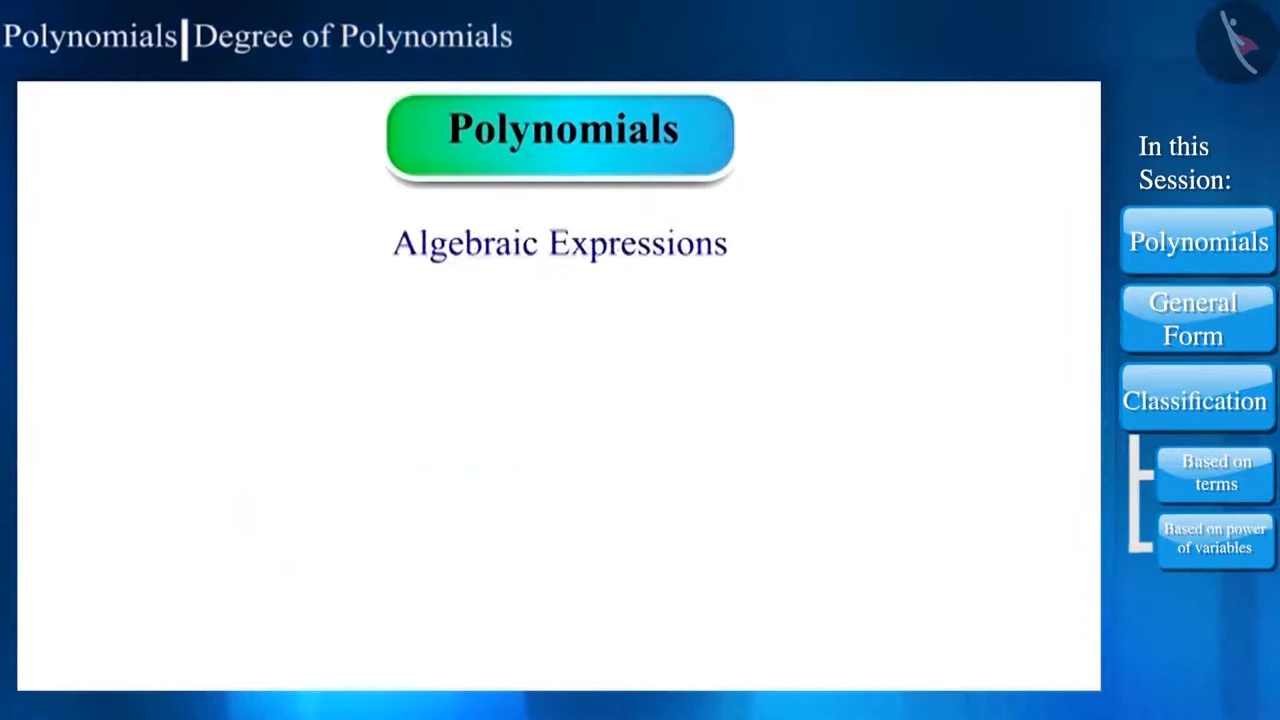 Polynomials|Degree of Polynomials
Polynomials
Algebraic Expressions
In this
Session:
Polynomials
General
Form
Classification
Based on
terms
Based on power
of variables